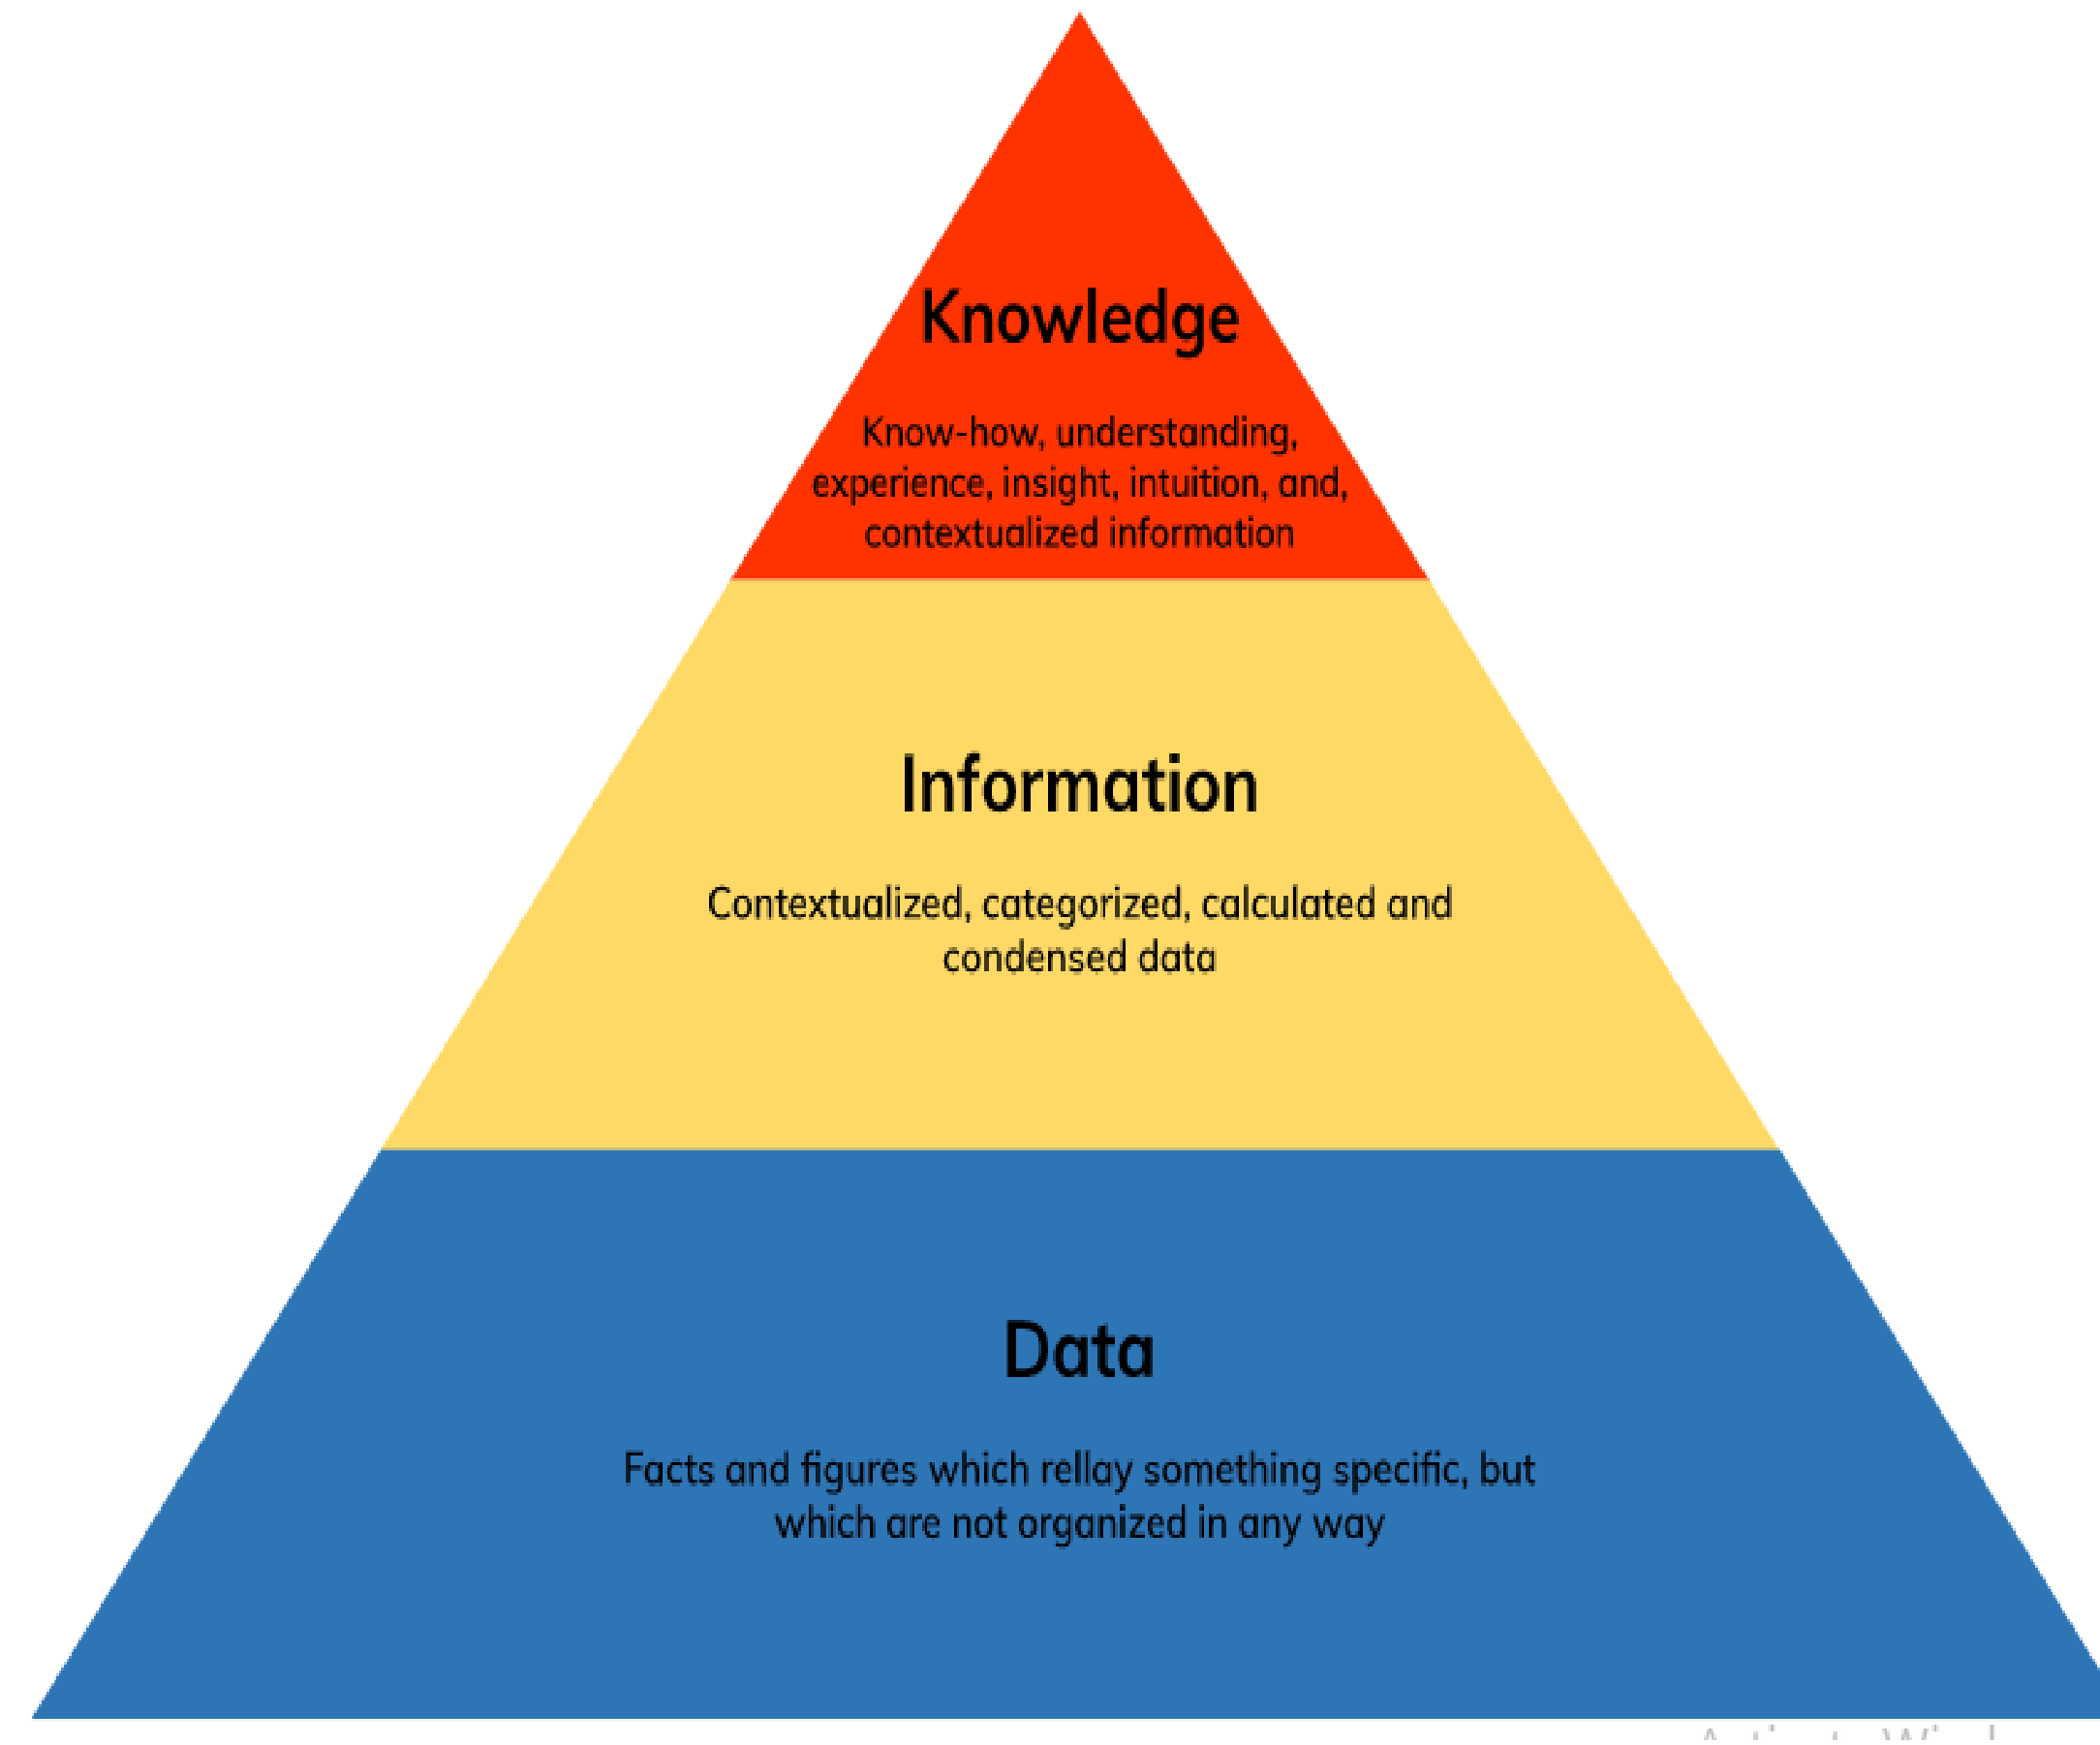 Knowledge
Know-how, understanding,
experience, insight, intuition, and,
contextualized information
Information
Contextualized, categorized, calculated and
condensed data
Data
Facts and figures which rellay something specific, but
which are not organized in any way